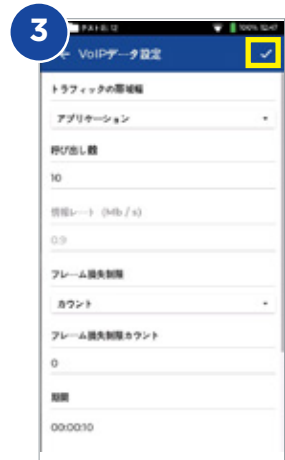 3
100% 12:47
← VoIPデータ設定
トラフィックの帯域幅
アプリケーション
呼び出し数
10
情報レート (Mb / s)
0.9
フレーム損失制限
カウント
フレーム損失制限カウント
0
期間
00:00:10